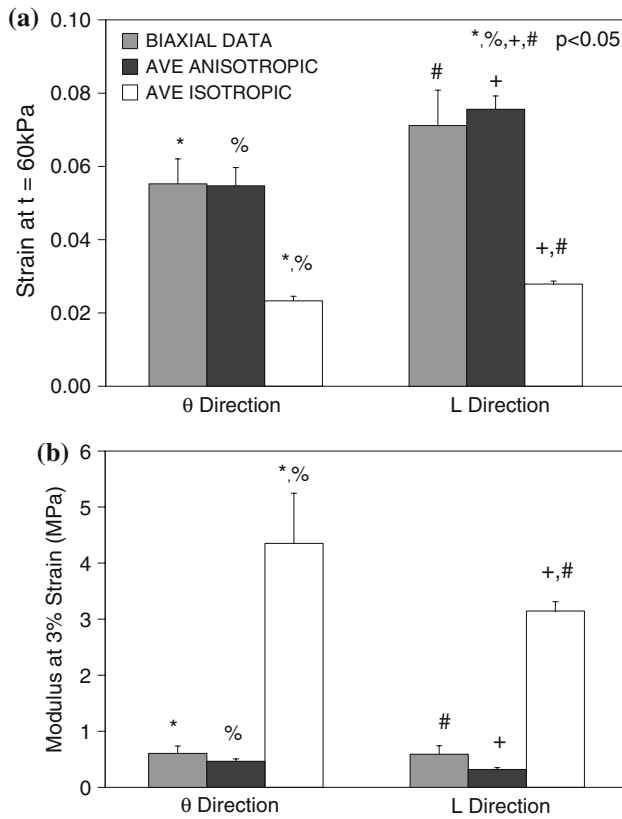 (a)
0.10
0.08
0.06
0.04
0.02
0.00
Strain at t = 60kPa
BIAXIAL DATA
AVE ANISOTROPIC
AVE ISOTROPIC
*,%,+,# p<0.05
*
%
*,%
#
+
+,#
θ Direction
L Direction
(b)
6
5
4
3
2
1
0
Modulus at 3% Strain (MPa)
*
%
*,%
#
+
+,#
θ Direction
L Direction